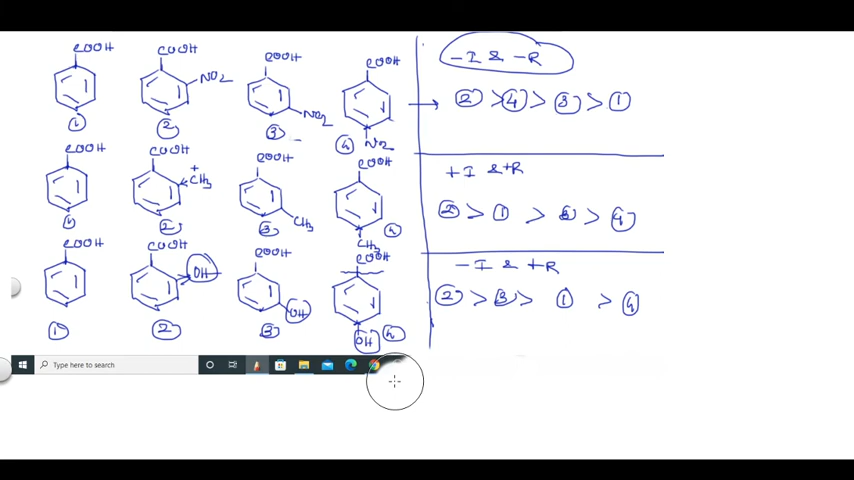 COOH COOH COOH COOH
NO2 NO2 NO2
1 2 3 4
-I & -R
→ 2 > 4 > 3 > 1
COOH COOH COOH COOH
+ CH3 CH3 CH3
1 2 3 4
+I & +R
2 > 1 > 3 > 4
COOH COOH COOH COOH
OH OH OH
1 2 3 4
-I & +R
2 > 3 > 1 > 4
Type here to search